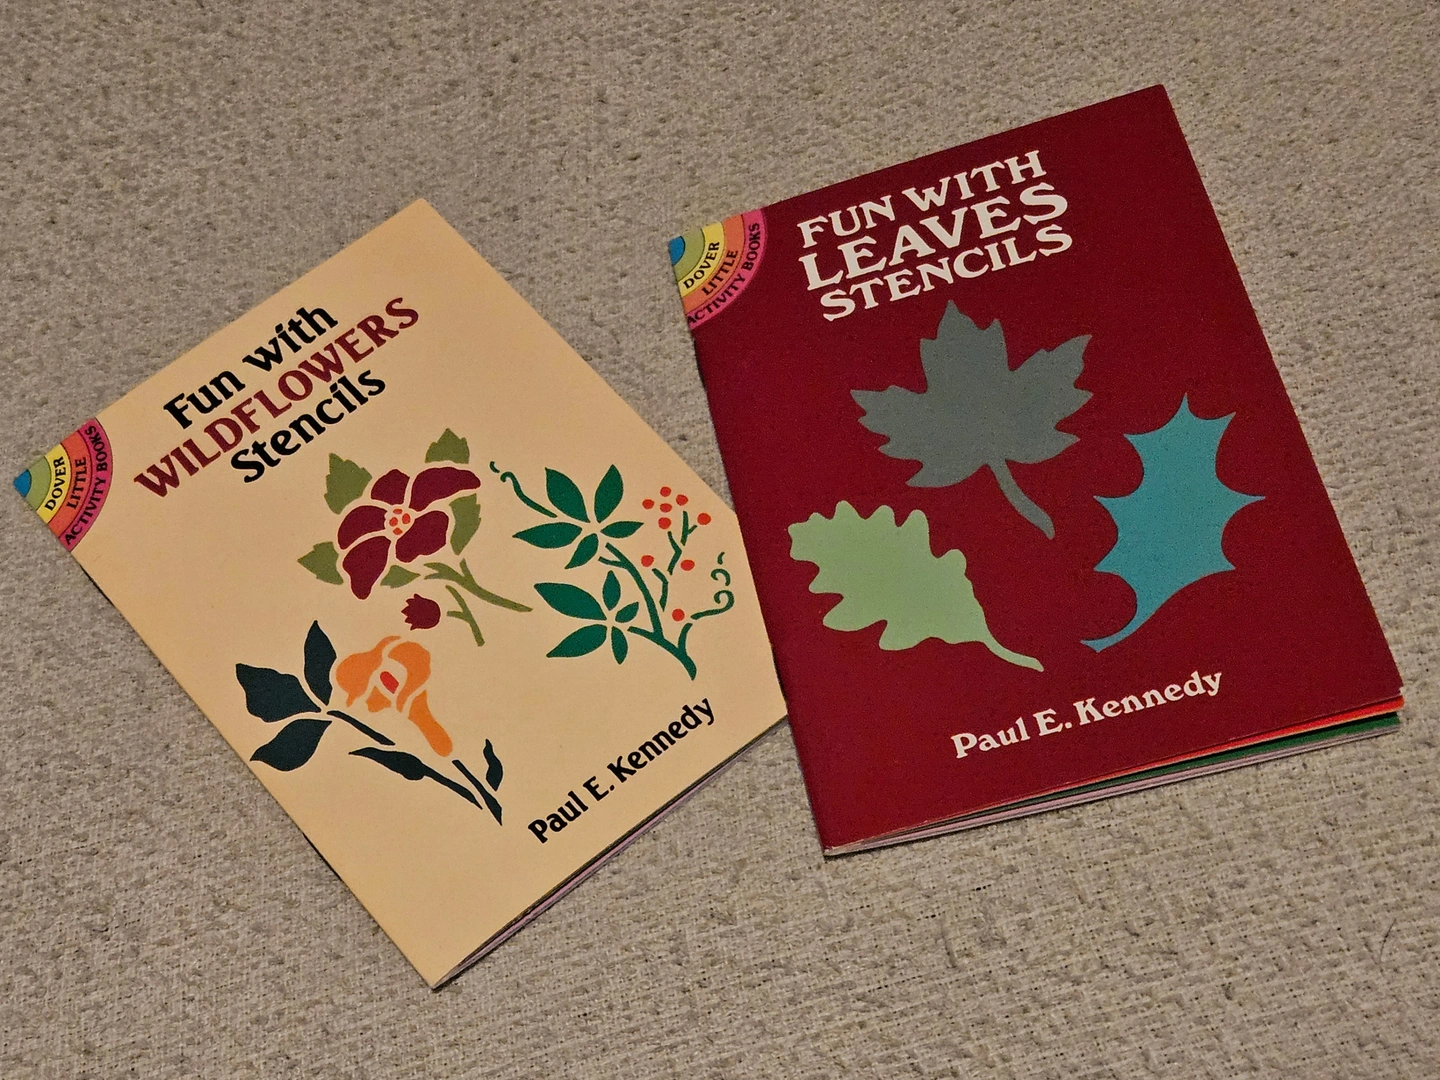 DOVER
LITTLE
ACTIVITY BOOKS
Fun with
WILDFLOWERS
Stencils
Paul E. Kennedy
DOVER
LITTLE
ACTIVITY BOOKS
FUN WITH
LEAVES
STENCILS
Paul E. Kennedy